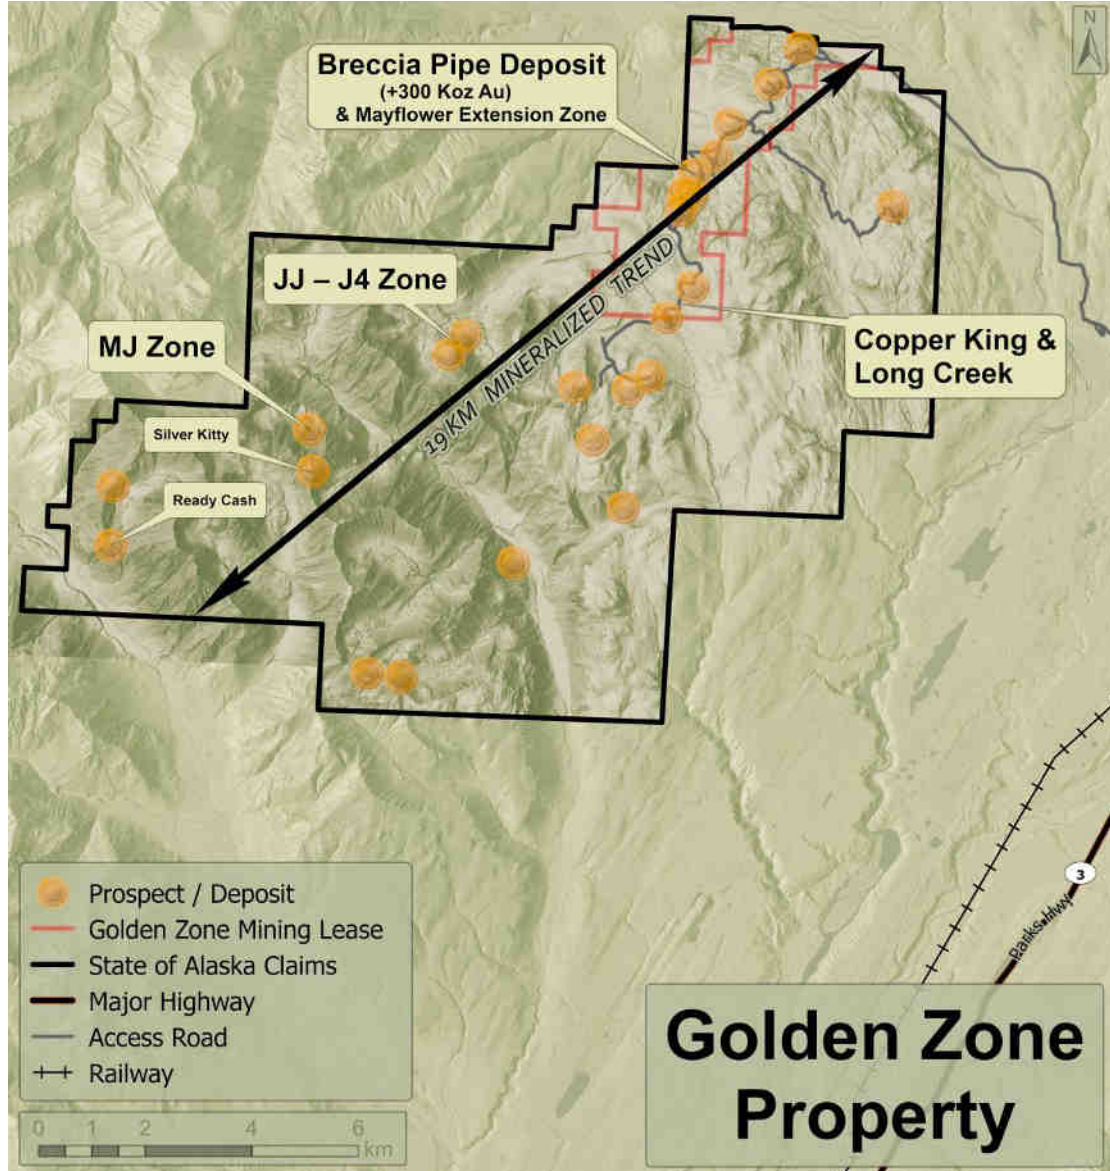 N
Breccia Pipe Deposit
(+300 Koz Au)
& Mayflower Extension Zone
JJ – J4 Zone
MJ Zone
Silver Kitty
Ready Cash
19 KM MINERALIZED TREND
Copper King &
Long Creek
3
Parks Hwy
Prospect / Deposit
Golden Zone Mining Lease
State of Alaska Claims
Major Highway
Access Road
Railway
0 1 2 4 6
km
Golden Zone
Property